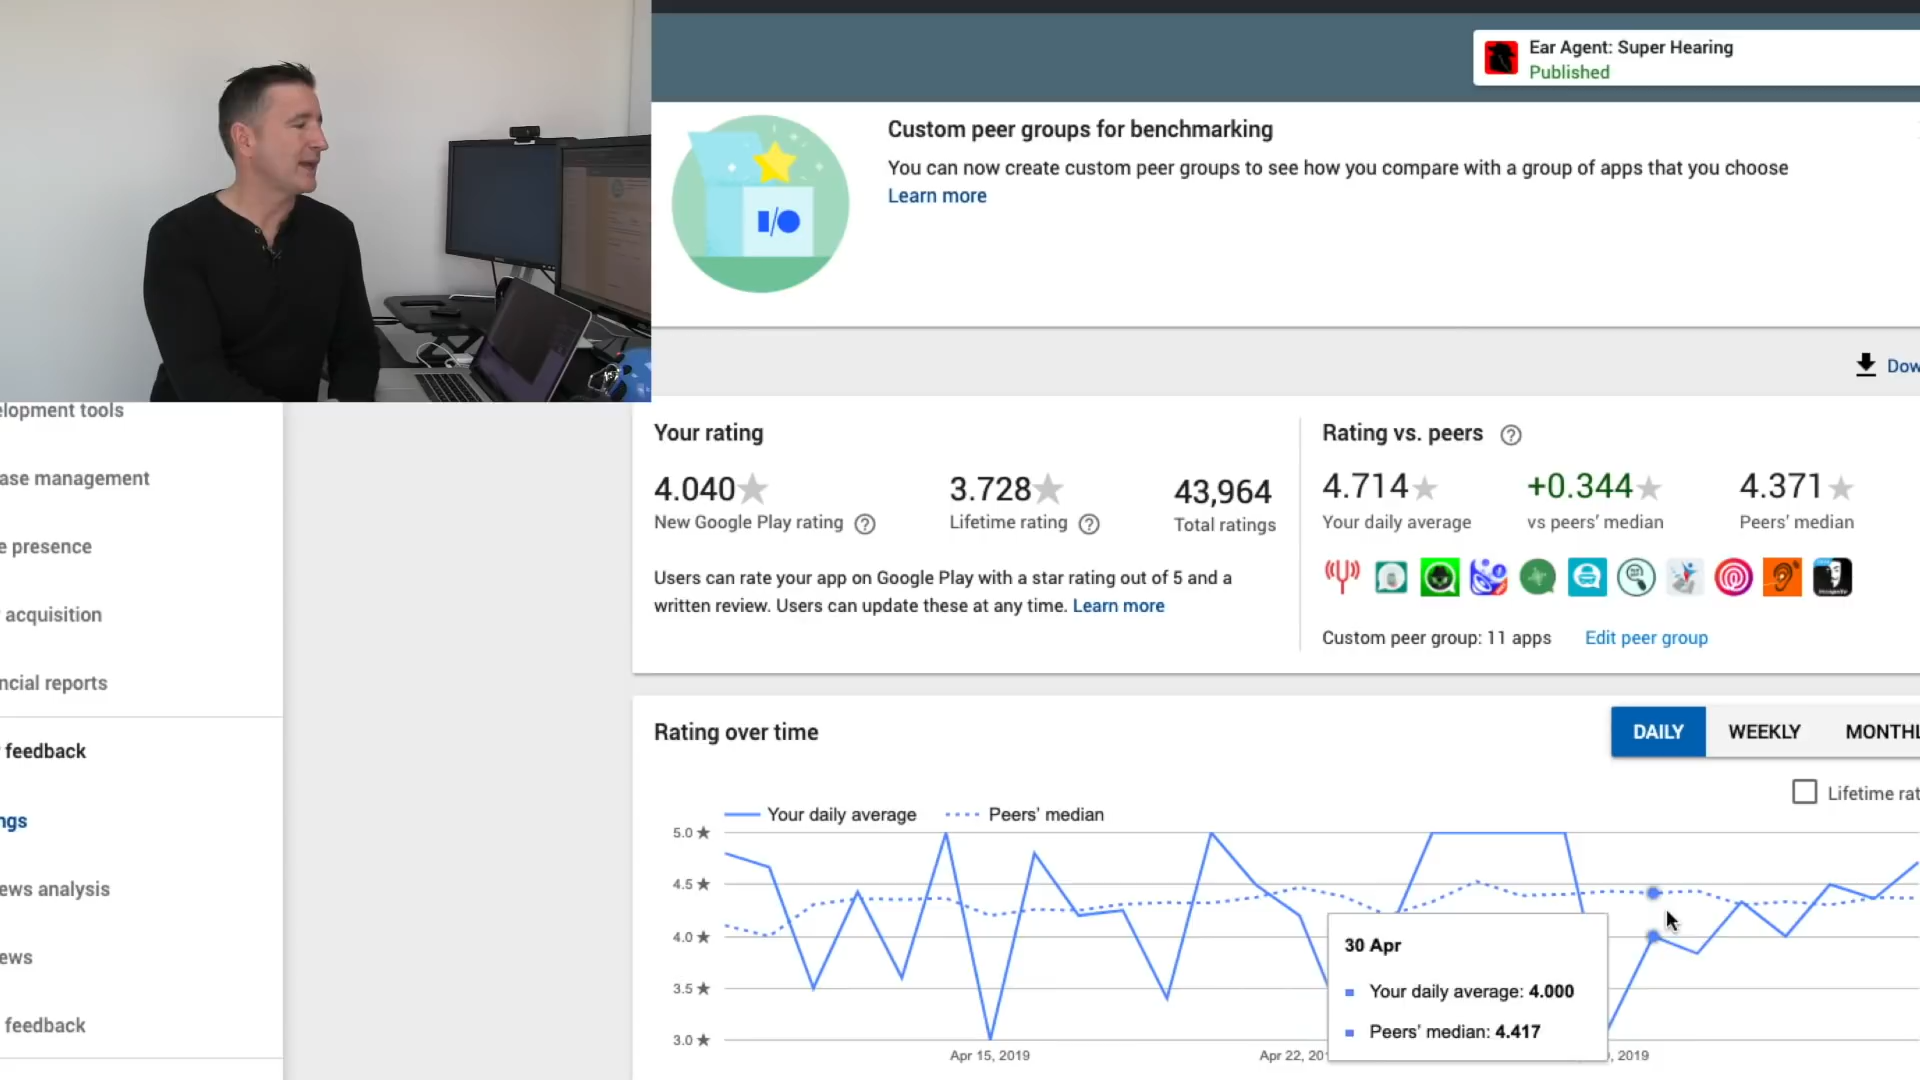 Ear Agent: Super Hearing
Published
Custom peer groups for benchmarking
You can now create custom peer groups to see how you compare with a group of apps that you choose
Learn more
I/O
Dow
elopment tools
ase management
e presence
acquisition
ncial reports
feedback
ngs
ews analysis
ews
feedback
Your rating
4.040★
New Google Play rating ?
3.728★
Lifetime rating ?
43,964
Total ratings
Users can rate your app on Google Play with a star rating out of 5 and a
written review. Users can update these at any time. Learn more
Rating vs. peers ?
4.714★
Your daily average
+0.344★
vs peers’ median
4.371★
Peers’ median
Custom peer group: 11 apps
Edit peer group
Rating over time
DAILY
WEEKLY
MONTHL
Lifetime rat
Your daily average
Peers’ median
5.0 ★
4.5 ★
4.0 ★
3.5 ★
3.0 ★
30 Apr
Your daily average: 4.000
Peers’ median: 4.417
Apr 15, 2019
Apr 22, 20
, 2019